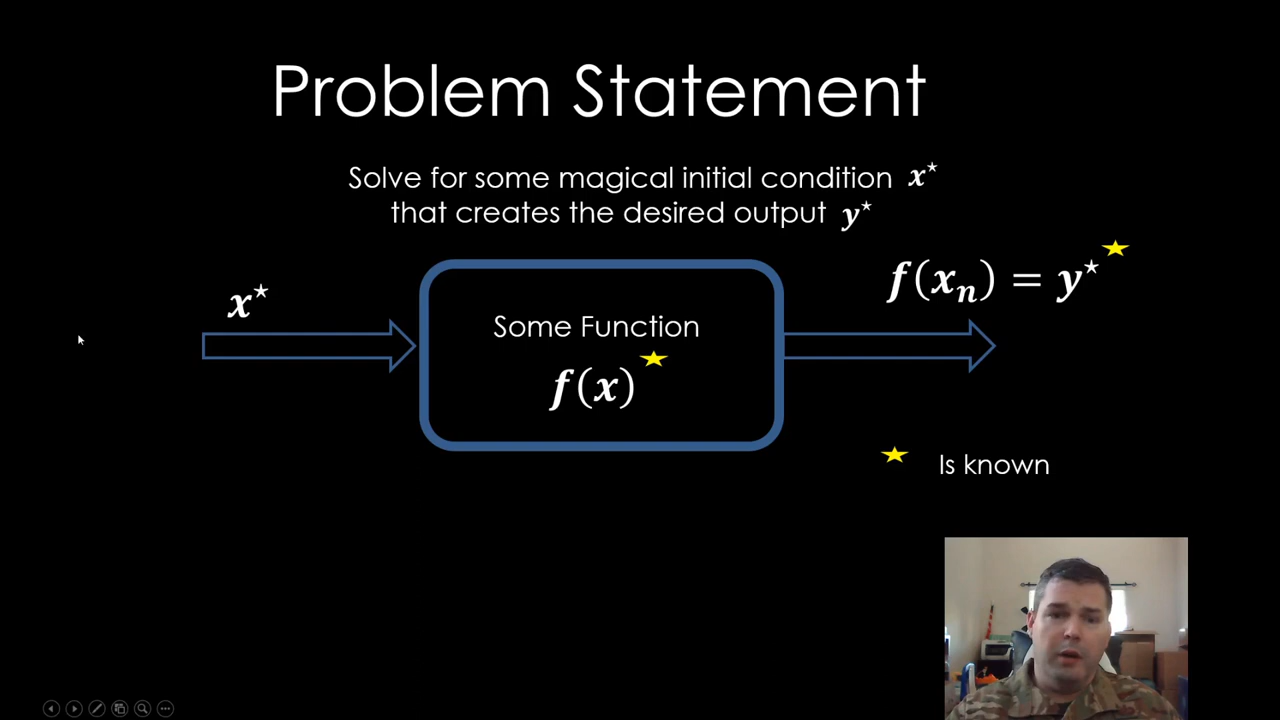 Problem Statement
Solve for some magical initial condition x*
that creates the desired output y*
x*
Some Function
f(x)
f(xₙ) = y*
Is known